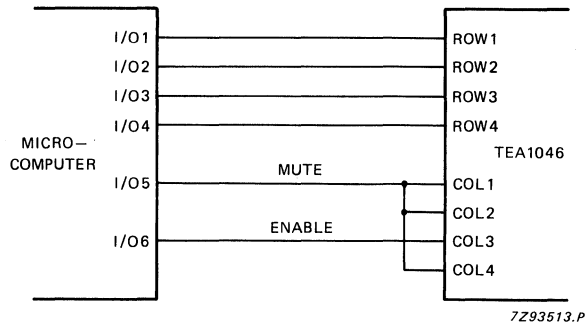 I/O1
ROW1
I/O2
ROW2
I/O3
ROW3
I/O4
ROW4
MICRO—
COMPUTER
TEA1046
I/O5
MUTE
COL1
COL2
I/O6
ENABLE
COL3
COL4
7Z93513.P